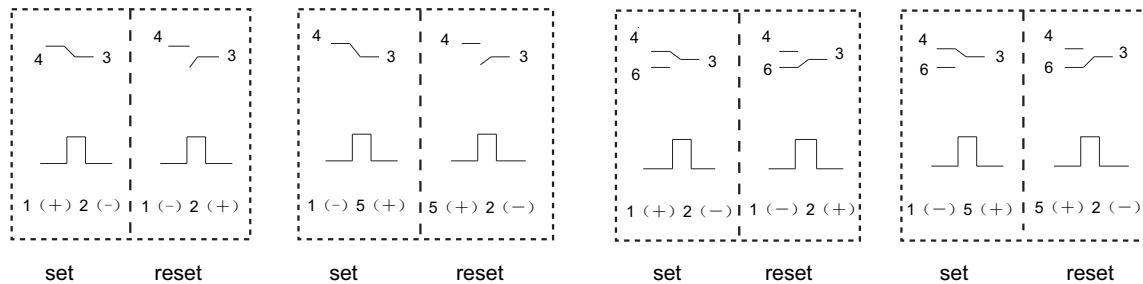 4 3 4 3
1 (+) 2 (-) 1 (-) 2 (+)
set reset
4 3 4 3
1 (-) 5 (+) 5 (+) 2 (—)
set reset
4 6 3 4 6 3
1 (+) 2 (—) 1 (—) 2 (+)
set reset
4 6 3 4 6 3
1 (—) 5 (+) 5 (+) 2 (—)
set reset